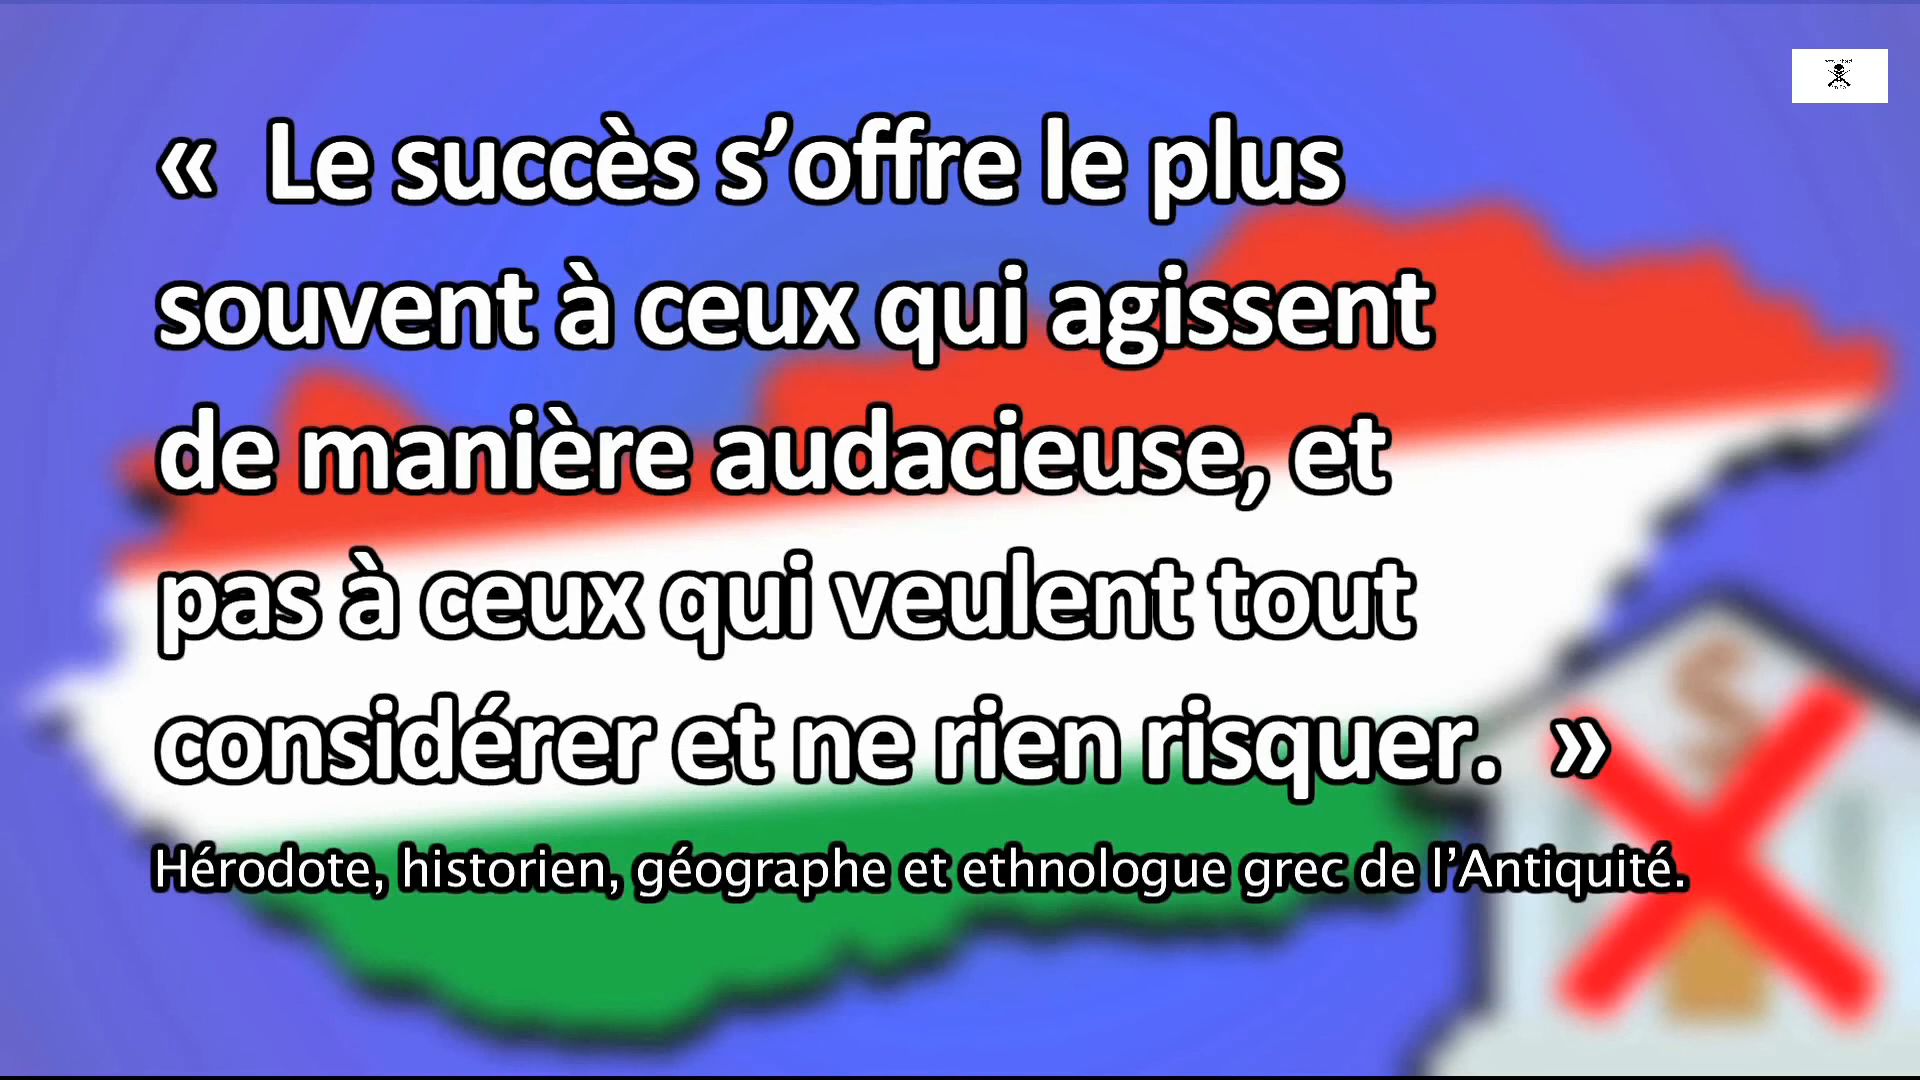 «  Le succès s’offre le plus
souvent à ceux qui agissent
de manière audacieuse, et
pas à ceux qui veulent tout
considérer et ne rien risquer.  »
Hérodote, historien, géographe et ethnologue grec de l’Antiquité.